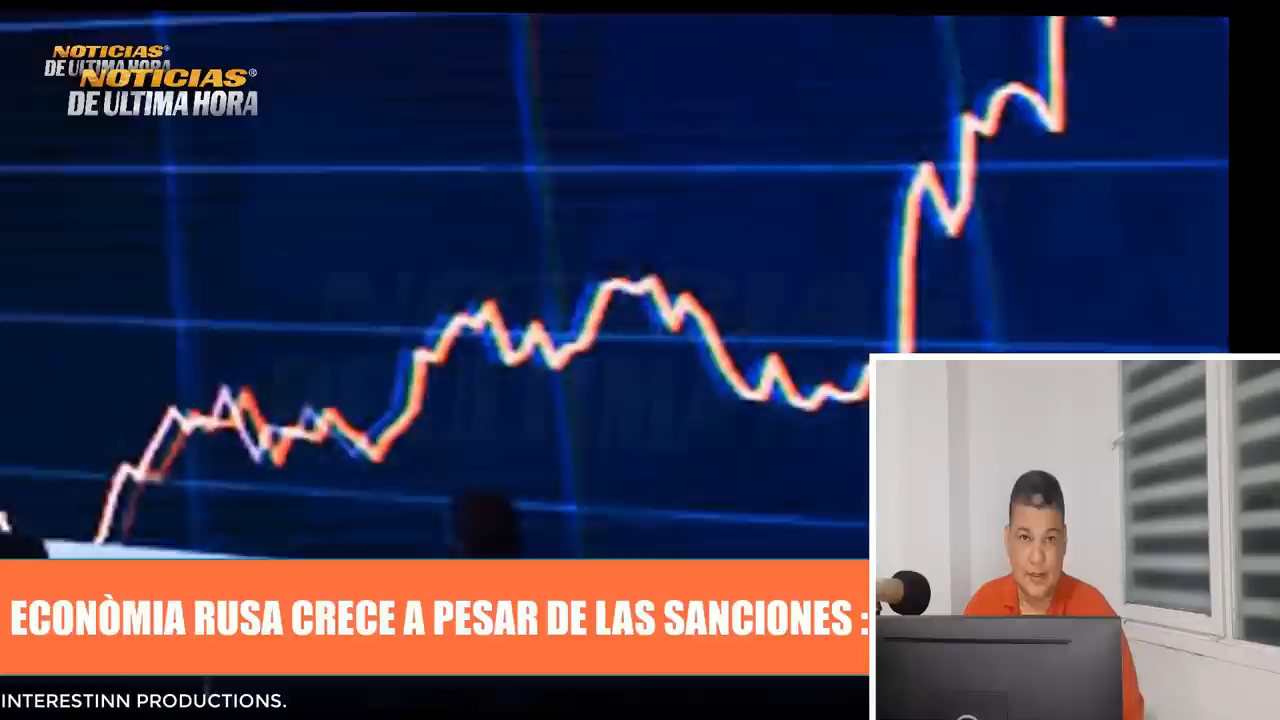 NOTICIAS®
DE ULTIMA HORA
NOTICIAS®
DE ULTIMA HORA
ECONÒMIA RUSA CRECE A PESAR DE LAS SANCIONES :
INTERESTINN PRODUCTIONS.